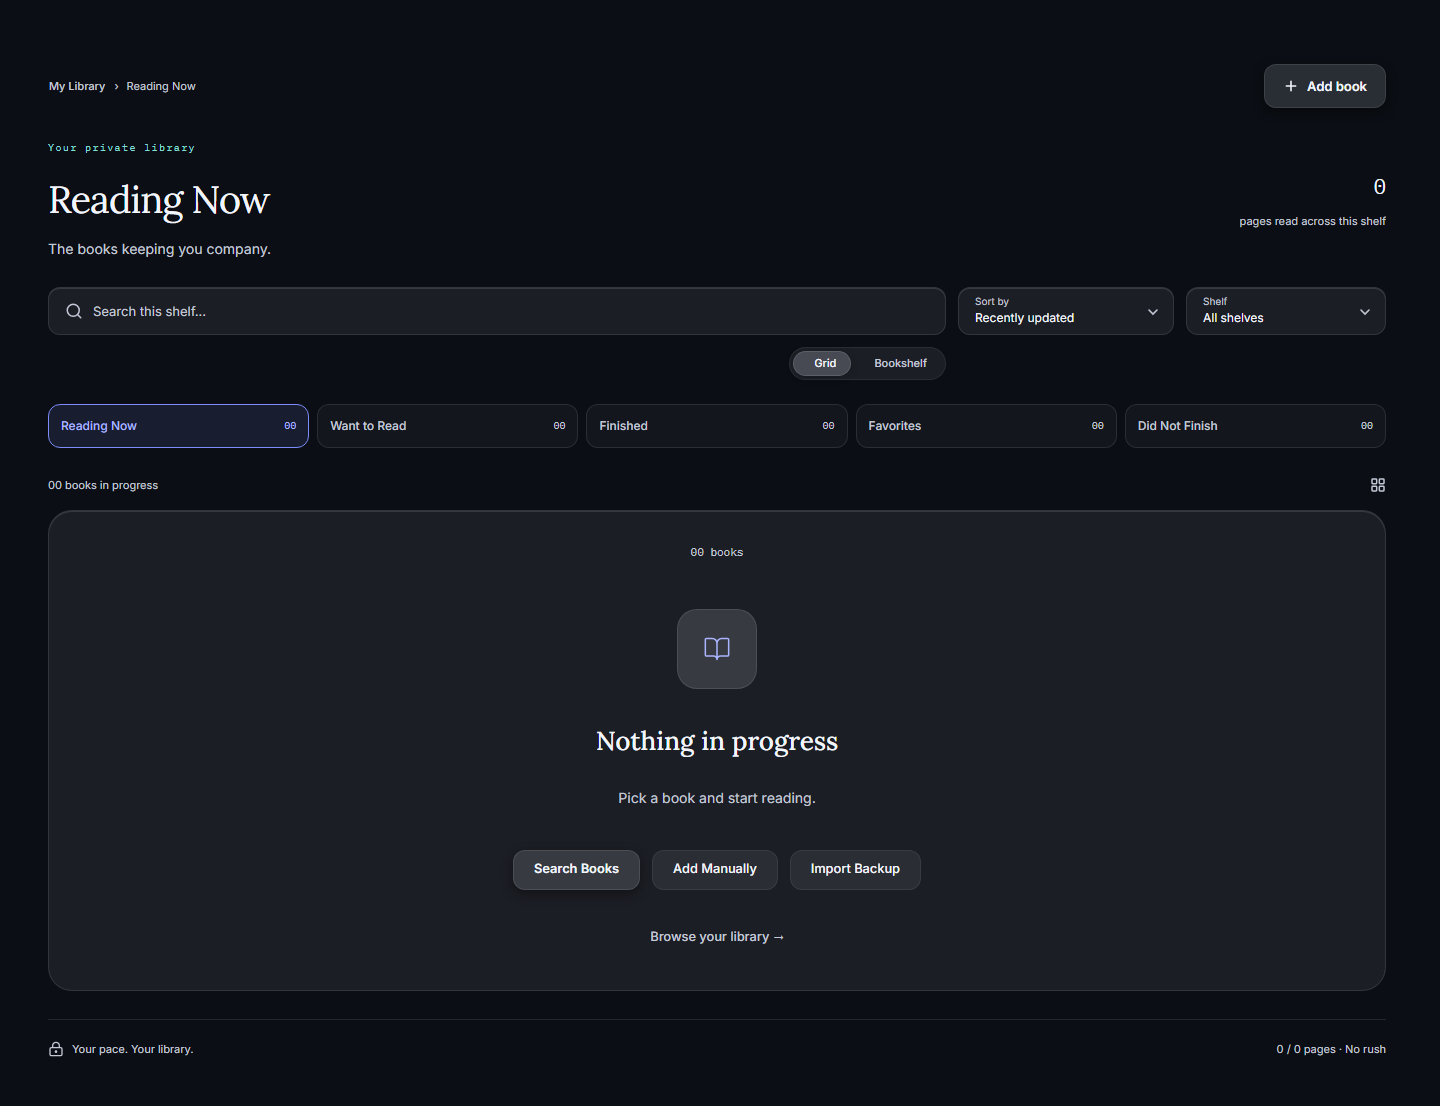 My Library › Reading Now
Add book
Your private library
Reading Now
The books keeping you company.
0
pages read across this shelf
Search this shelf...
Sort by
Recently updated
Shelf
All shelves
Grid
Bookshelf
Reading Now 00
Want to Read 00
Finished 00
Favorites 00
Did Not Finish 00
00 books in progress
00 books
Nothing in progress
Pick a book and start reading.
Search Books
Add Manually
Import Backup
Browse your library →
Your pace. Your library.
0 / 0 pages · No rush